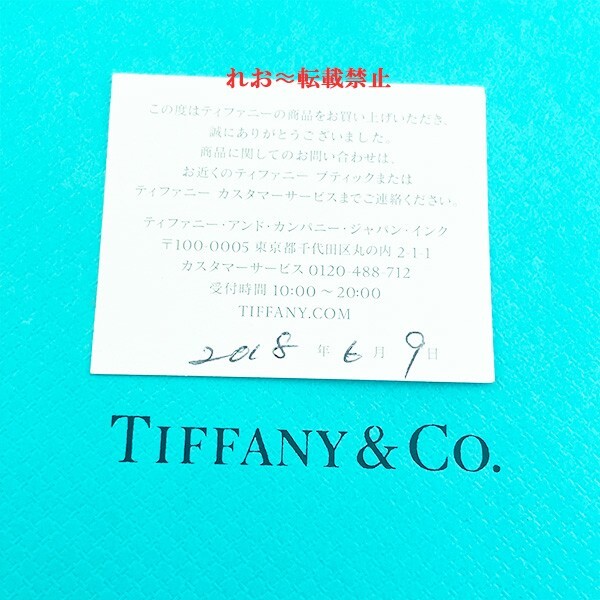 れお〜転載禁止
この度はティファニーの商品をお買い上げいただき、
誠にありがとうございました。
商品に関してのお問い合わせは、
お近くのティファニー ブティックまたは
ティファニー カスタマーサービスまでご連絡ください。
ティファニー・アンド・カンパニー・ジャパン・インク
〒100-0005 東京都千代田区丸の内 2-1-1
カスタマーサービス 0120-488-712
受付時間 10:00〜20:00
TIFFANY.COM
2018年6月9日
TIFFANY & CO.